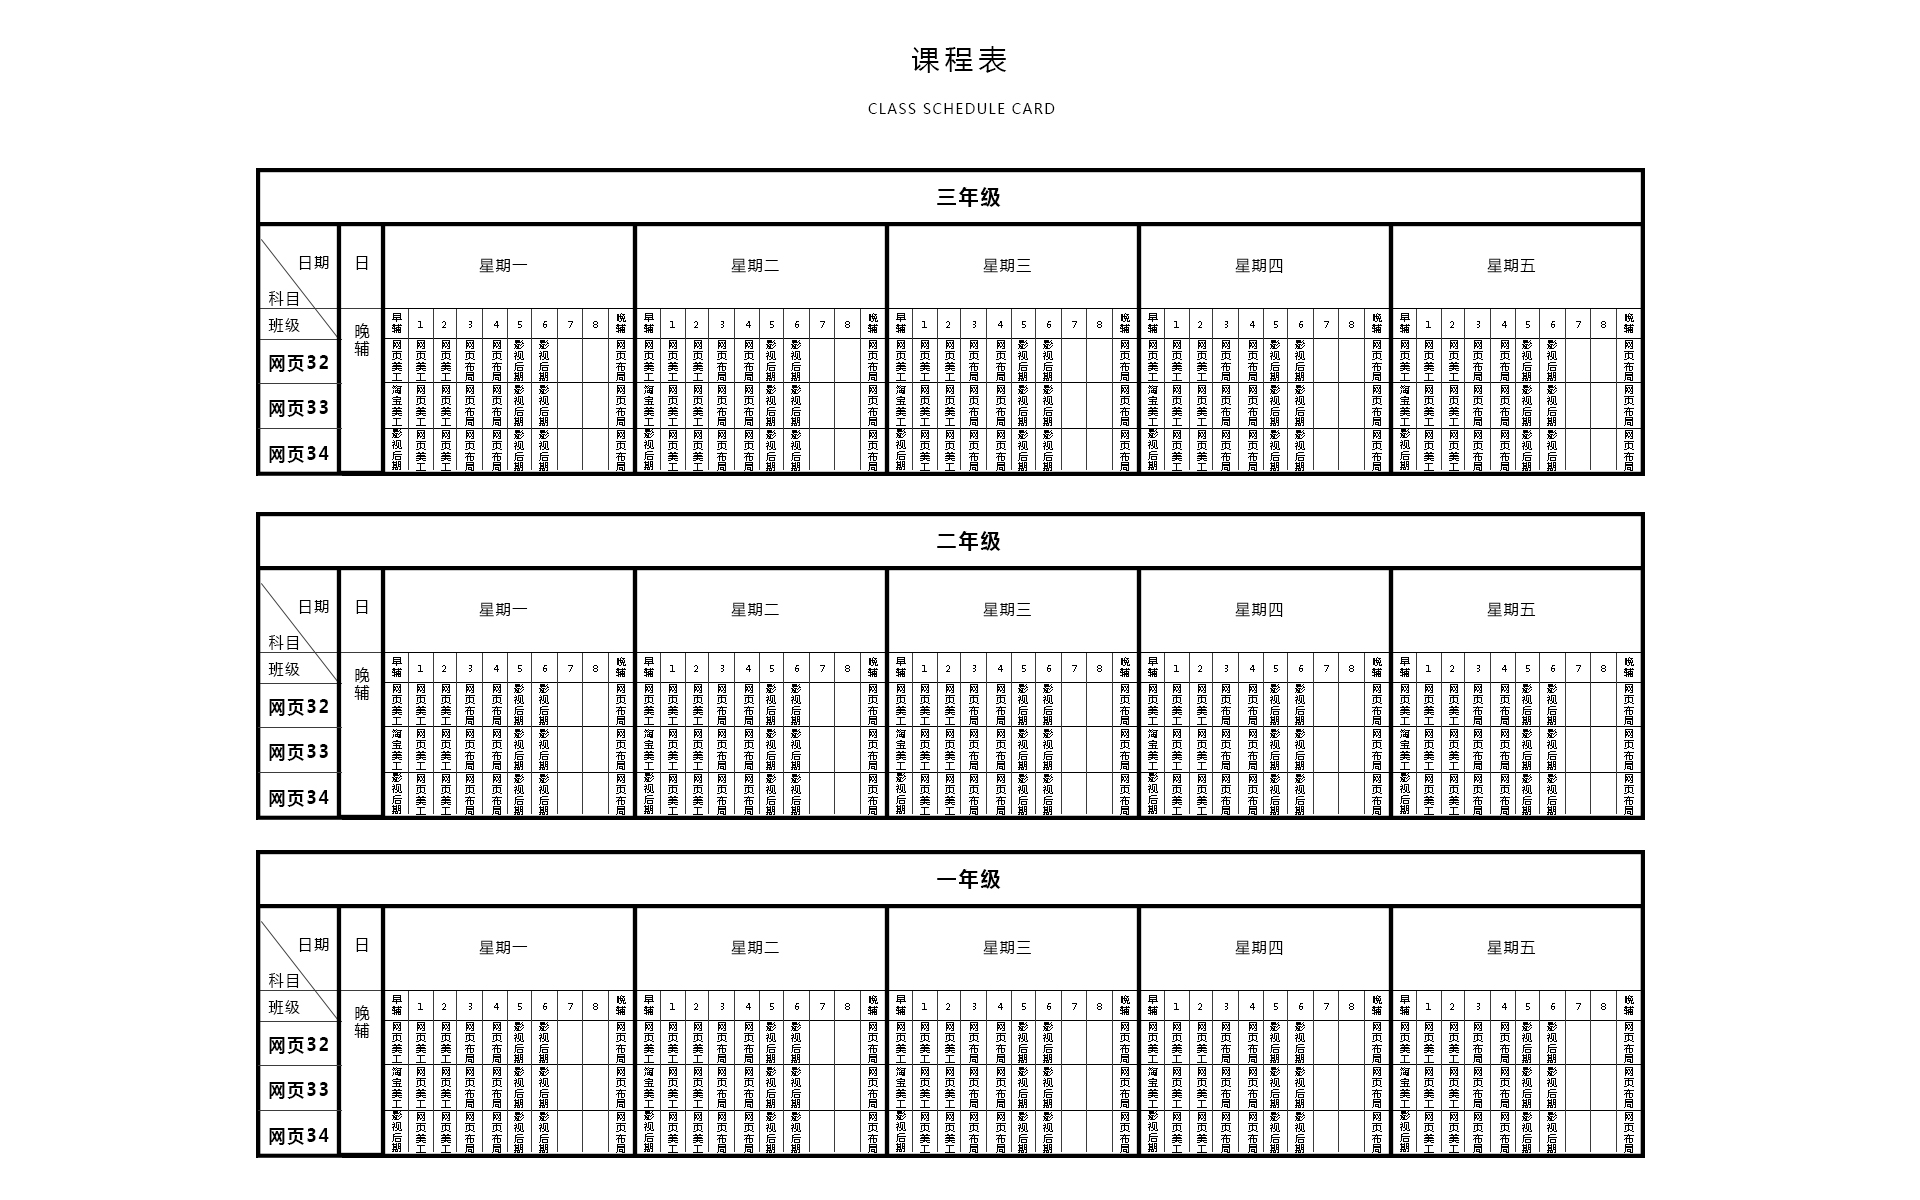 课程表
CLASS SCHEDULE CARD
三年级
日期 日 星期一 星期二 星期三 星期四 星期五
科目
班级 晚辅 早辅 1 2 3 4 5 6 7 8 晚辅 早辅 1 2 3 4 5 6 7 8 晚辅 早辅 1 2 3 4 5 6 7 8 晚辅 早辅 1 2 3 4 5 6 7 8 晚辅 早辅 1 2 3 4 5 6 7 8 晚辅
网页32 网页美工 网页美工 网页美工 网页布局 网页布局 影视后期 影视后期 网页布局 网页美工 网页美工 网页美工 网页布局 网页布局 影视后期 影视后期 网页布局 网页美工 网页美工 网页美工 网页布局 网页布局 影视后期 影视后期 网页布局 网页美工 网页美工 网页美工 网页布局 网页布局 影视后期 影视后期 网页布局 网页美工 网页美工 网页美工 网页布局 网页布局 影视后期 影视后期 网页布局
网页33 淘宝美工 网页美工 网页美工 网页布局 网页布局 影视后期 影视后期 网页布局 淘宝美工 网页美工 网页美工 网页布局 网页布局 影视后期 影视后期 网页布局 淘宝美工 网页美工 网页美工 网页布局 网页布局 影视后期 影视后期 网页布局 淘宝美工 网页美工 网页美工 网页布局 网页布局 影视后期 影视后期 网页布局 淘宝美工 网页美工 网页美工 网页布局 网页布局 影视后期 影视后期 网页布局
网页34 影视后期 网页美工 网页美工 网页布局 网页布局 影视后期 影视后期 网页布局 影视后期 网页美工 网页美工 网页布局 网页布局 影视后期 影视后期 网页布局 影视后期 网页美工 网页美工 网页布局 网页布局 影视后期 影视后期 网页布局 影视后期 网页美工 网页美工 网页布局 网页布局 影视后期 影视后期 网页布局 影视后期 网页美工 网页美工 网页布局 网页布局 影视后期 影视后期 网页布局
二年级
日期 日 星期一 星期二 星期三 星期四 星期五
科目
班级 晚辅 早辅 1 2 3 4 5 6 7 8 晚辅 早辅 1 2 3 4 5 6 7 8 晚辅 早辅 1 2 3 4 5 6 7 8 晚辅 早辅 1 2 3 4 5 6 7 8 晚辅 早辅 1 2 3 4 5 6 7 8 晚辅
网页32 网页美工 网页美工 网页美工 网页布局 网页布局 影视后期 影视后期 网页布局 网页美工 网页美工 网页美工 网页布局 网页布局 影视后期 影视后期 网页布局 网页美工 网页美工 网页美工 网页布局 网页布局 影视后期 影视后期 网页布局 网页美工 网页美工 网页美工 网页布局 网页布局 影视后期 影视后期 网页布局 网页美工 网页美工 网页美工 网页布局 网页布局 影视后期 影视后期 网页布局
网页33 淘宝美工 网页美工 网页美工 网页布局 网页布局 影视后期 影视后期 网页布局 淘宝美工 网页美工 网页美工 网页布局 网页布局 影视后期 影视后期 网页布局 淘宝美工 网页美工 网页美工 网页布局 网页布局 影视后期 影视后期 网页布局 淘宝美工 网页美工 网页美工 网页布局 网页布局 影视后期 影视后期 网页布局 淘宝美工 网页美工 网页美工 网页布局 网页布局 影视后期 影视后期 网页布局
网页34 影视后期 网页美工 网页美工 网页布局 网页布局 影视后期 影视后期 网页布局 影视后期 网页美工 网页美工 网页布局 网页布局 影视后期 影视后期 网页布局 影视后期 网页美工 网页美工 网页布局 网页布局 影视后期 影视后期 网页布局 影视后期 网页美工 网页美工 网页布局 网页布局 影视后期 影视后期 网页布局 影视后期 网页美工 网页美工 网页布局 网页布局 影视后期 影视后期 网页布局
一年级
日期 日 星期一 星期二 星期三 星期四 星期五
科目
班级 晚辅 早辅 1 2 3 4 5 6 7 8 晚辅 早辅 1 2 3 4 5 6 7 8 晚辅 早辅 1 2 3 4 5 6 7 8 晚辅 早辅 1 2 3 4 5 6 7 8 晚辅 早辅 1 2 3 4 5 6 7 8 晚辅
网页32 网页美工 网页美工 网页美工 网页布局 网页布局 影视后期 影视后期 网页布局 网页美工 网页美工 网页美工 网页布局 网页布局 影视后期 影视后期 网页布局 网页美工 网页美工 网页美工 网页布局 网页布局 影视后期 影视后期 网页布局 网页美工 网页美工 网页美工 网页布局 网页布局 影视后期 影视后期 网页布局 网页美工 网页美工 网页美工 网页布局 网页布局 影视后期 影视后期 网页布局
网页33 淘宝美工 网页美工 网页美工 网页布局 网页布局 影视后期 影视后期 网页布局 淘宝美工 网页美工 网页美工 网页布局 网页布局 影视后期 影视后期 网页布局 淘宝美工 网页美工 网页美工 网页布局 网页布局 影视后期 影视后期 网页布局 淘宝美工 网页美工 网页美工 网页布局 网页布局 影视后期 影视后期 网页布局 淘宝美工 网页美工 网页美工 网页布局 网页布局 影视后期 影视后期 网页布局
网页34 影视后期 网页美工 网页美工 网页布局 网页布局 影视后期 影视后期 网页布局 影视后期 网页美工 网页美工 网页布局 网页布局 影视后期 影视后期 网页布局 影视后期 网页美工 网页美工 网页布局 网页布局 影视后期 影视后期 网页布局 影视后期 网页美工 网页美工 网页布局 网页布局 影视后期 影视后期 网页布局 影视后期 网页美工 网页美工 网页布局 网页布局 影视后期 影视后期 网页布局